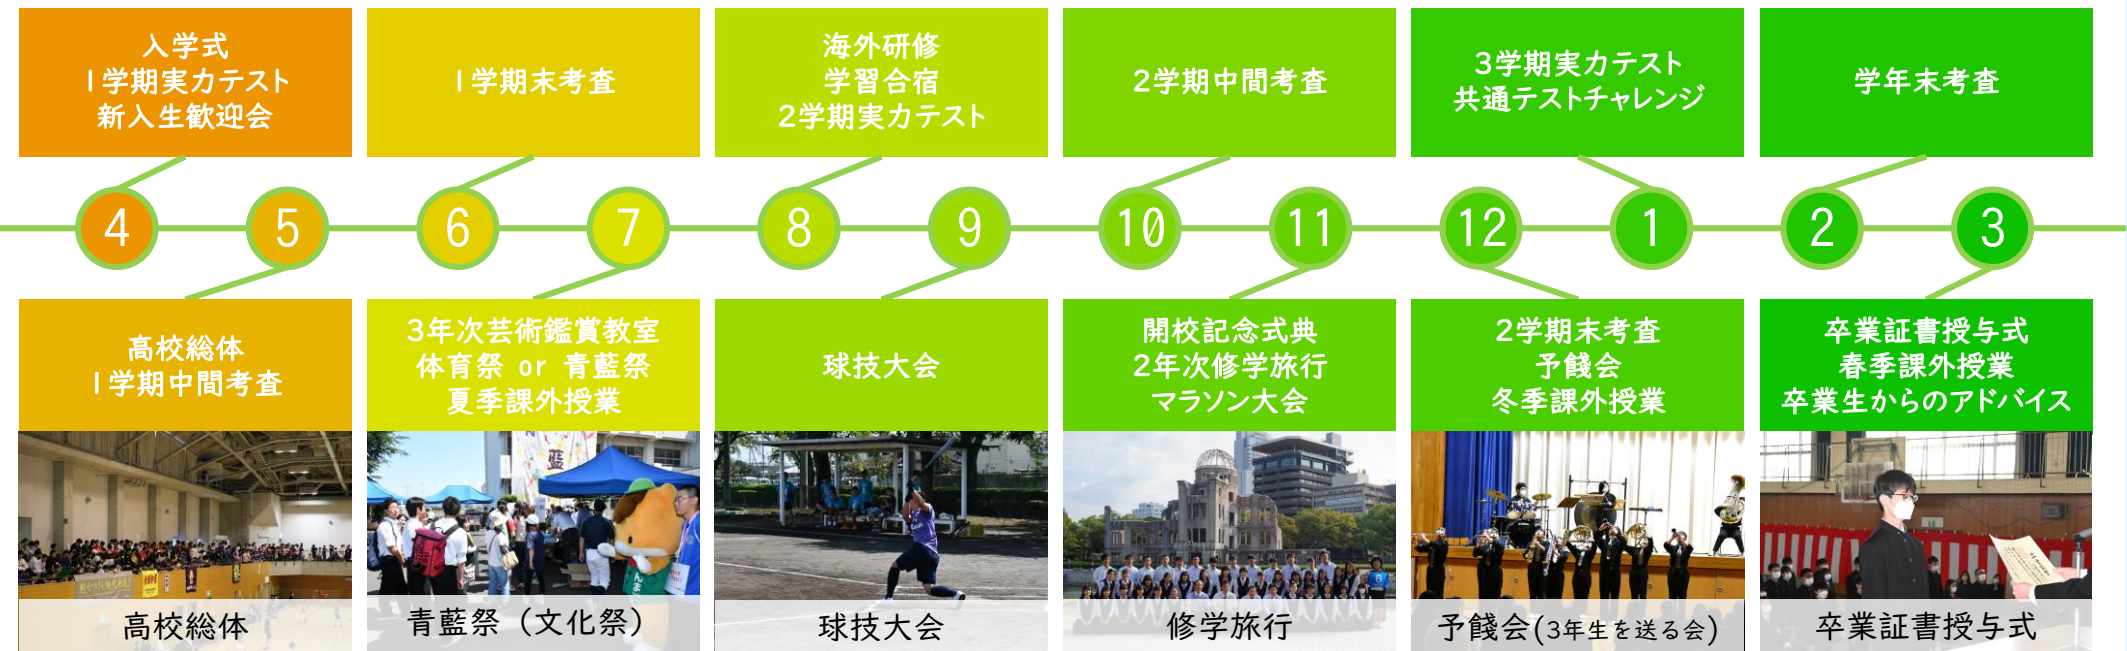 入学式
1学期実力テスト
新入生歓迎会
1学期末考査
海外研修
学習合宿
2学期実力テスト
2学期中間考査
3学期実力テスト
共通テストチャレンジ
学年末考査
4
5
6
7
8
9
10
11
12
1
2
3
高校総体
1学期中間考査
3年次芸術鑑賞教室
体育祭 or 青藍祭
夏季課外授業
球技大会
開校記念式典
2年次修学旅行
マラソン大会
2学期末考査
予餞会
冬季課外授業
卒業証書授与式
春季課外授業
卒業生からのアドバイス
藍
高校総体
青藍祭（文化祭）
球技大会
修学旅行
予餞会(3年生を送る会)
卒業証書授与式